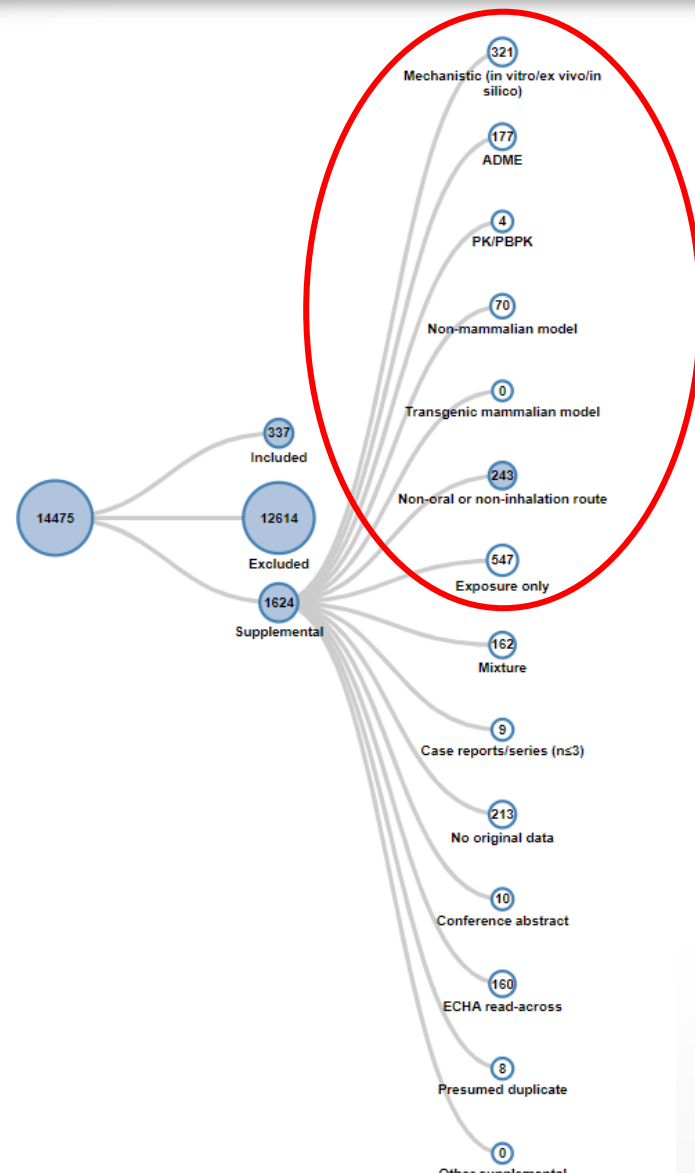 321
Mechanistic (in vitro/ex vivo/in
silico)
177
ADME
4
PK/PBPK
70
Non-mammalian model
0
Transgenic mammalian model
337
Included
243
Non-oral or non-inhalation route
14475
12614
Excluded
547
Exposure only
1624
Supplemental
162
Mixture
9
Case reports/series (n≤3)
213
No original data
10
Conference abstract
160
ECHA read-across
8
Presumed duplicate
0
Other supplemental